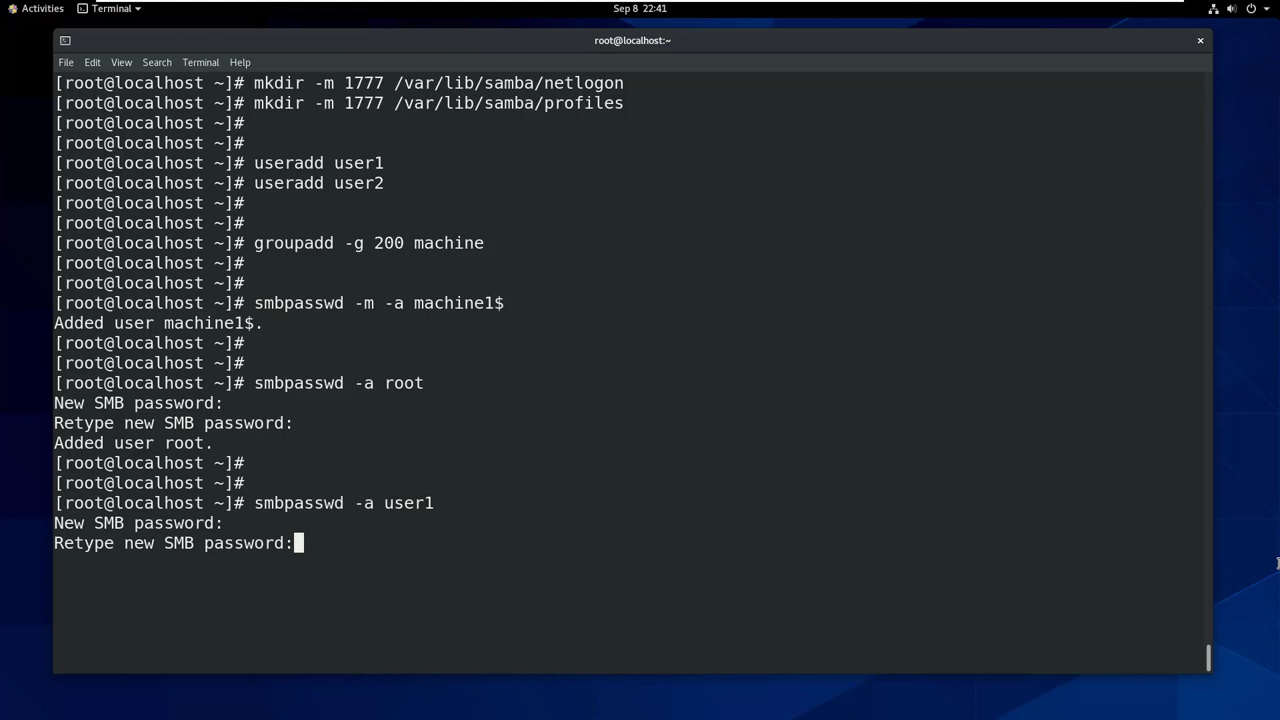 Activities Terminal Sep 8 22:41
root@localhost:~
File Edit View Search Terminal Help
[root@localhost ~]# mkdir -m 1777 /var/lib/samba/netlogon
[root@localhost ~]# mkdir -m 1777 /var/lib/samba/profiles
[root@localhost ~]#
[root@localhost ~]#
[root@localhost ~]# useradd user1
[root@localhost ~]# useradd user2
[root@localhost ~]#
[root@localhost ~]#
[root@localhost ~]# groupadd -g 200 machine
[root@localhost ~]#
[root@localhost ~]#
[root@localhost ~]# smbpasswd -m -a machine1$
Added user machine1$.
[root@localhost ~]#
[root@localhost ~]#
[root@localhost ~]# smbpasswd -a root
New SMB password:
Retype new SMB password:
Added user root.
[root@localhost ~]#
[root@localhost ~]#
[root@localhost ~]# smbpasswd -a user1
New SMB password:
Retype new SMB password: